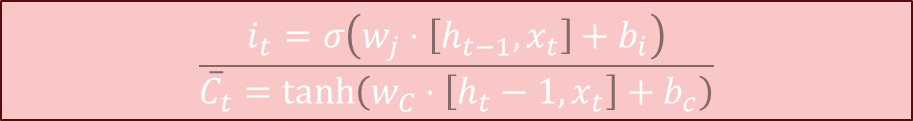 i_t = σ(w_j · [h_{t−1}, x_t] + b_i)
C̄_t = tanh(w_C · [h_t − 1, x_t] + b_c)